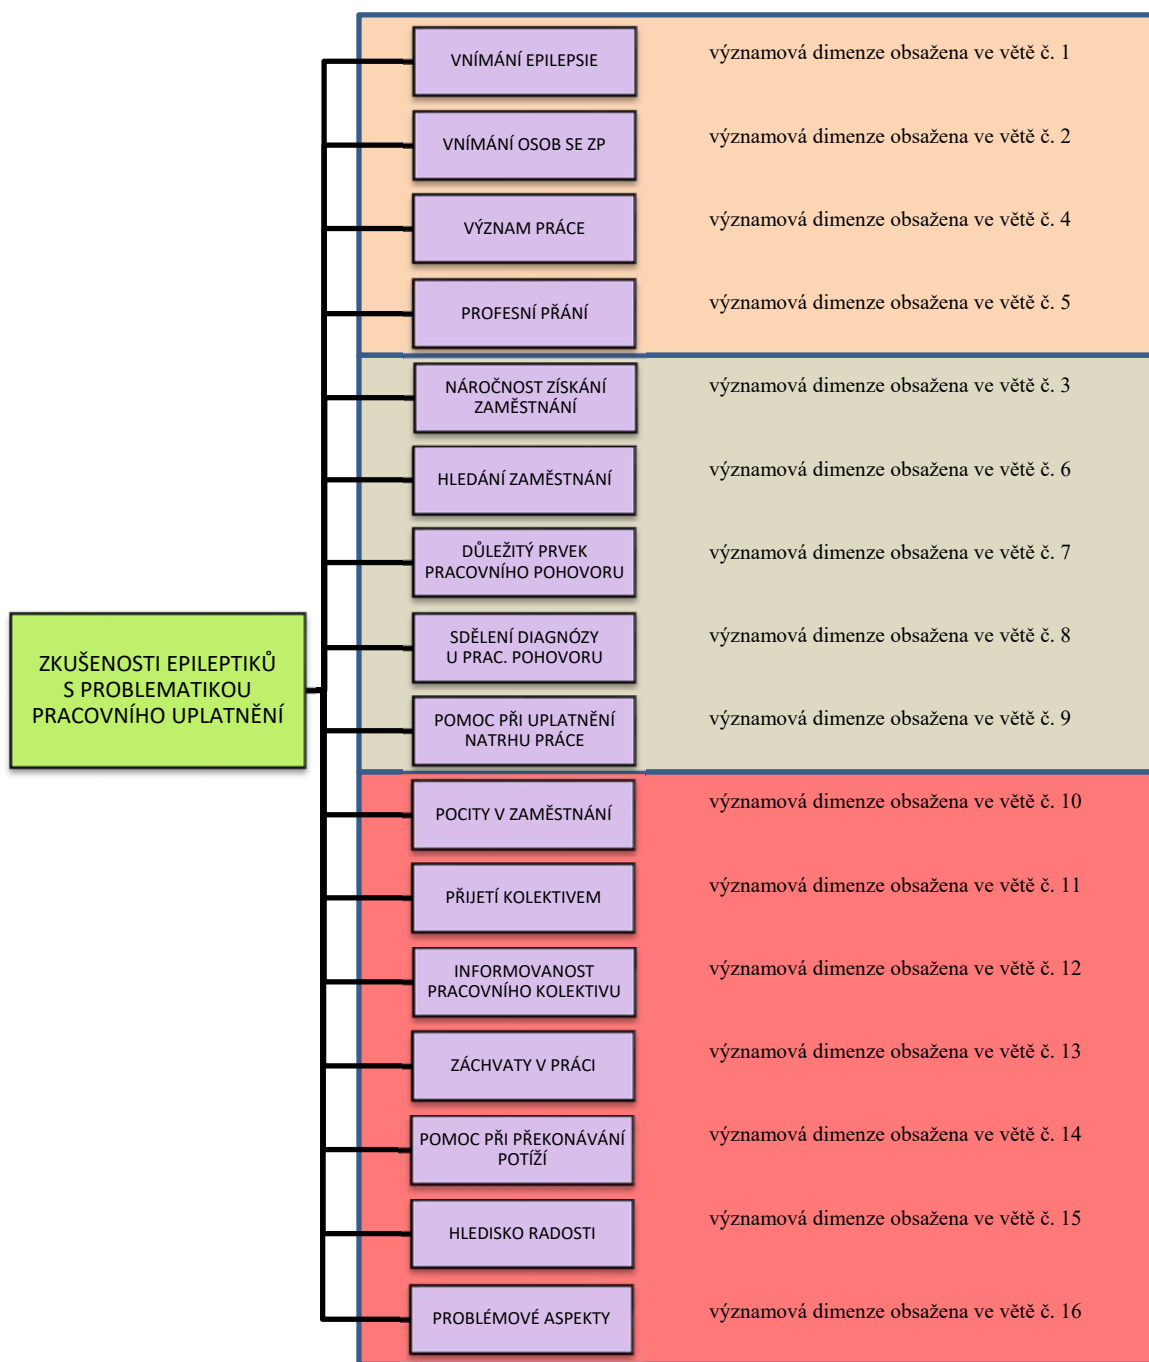 VNÍMÁNÍ EPILEPSIE
významová dimenze obsažena ve větě č. 1
VNÍMÁNÍ OSOB SE ZP
významová dimenze obsažena ve větě č. 2
VÝZNAM PRÁCE
významová dimenze obsažena ve větě č. 4
PROFESNÍ PŘÁNÍ
významová dimenze obsažena ve větě č. 5
NÁROČNOST ZÍSKÁNÍ
ZAMĚSTNÁNÍ
významová dimenze obsažena ve větě č. 3
HLEDÁNÍ ZAMĚSTNÁNÍ
významová dimenze obsažena ve větě č. 6
DŮLEŽITÝ PRVEK
PRACOVNÍHO POHOVORU
významová dimenze obsažena ve větě č. 7
SDĚLENÍ DIAGNÓZY
U PRAC. POHOVORU
významová dimenze obsažena ve větě č. 8
ZKUŠENOSTI EPILEPTIKŮ
S PROBLEMATIKOU
PRACOVNÍHO UPLATNĚNÍ
POMOC PŘI UPLATNĚNÍ
NATRHU PRÁCE
významová dimenze obsažena ve větě č. 9
POCITY V ZAMĚSTNÁNÍ
významová dimenze obsažena ve větě č. 10
PŘIJETÍ KOLEKTIVEM
významová dimenze obsažena ve větě č. 11
INFORMOVANOST
PRACOVNÍHO KOLEKTIVU
významová dimenze obsažena ve větě č. 12
ZÁCHVATY V PRÁCI
významová dimenze obsažena ve větě č. 13
POMOC PŘI PŘEKONÁVÁNÍ
POTÍŽÍ
významová dimenze obsažena ve větě č. 14
HLEDISKO RADOSTI
významová dimenze obsažena ve větě č. 15
PROBLÉMOVÉ ASPEKTY
významová dimenze obsažena ve větě č. 16